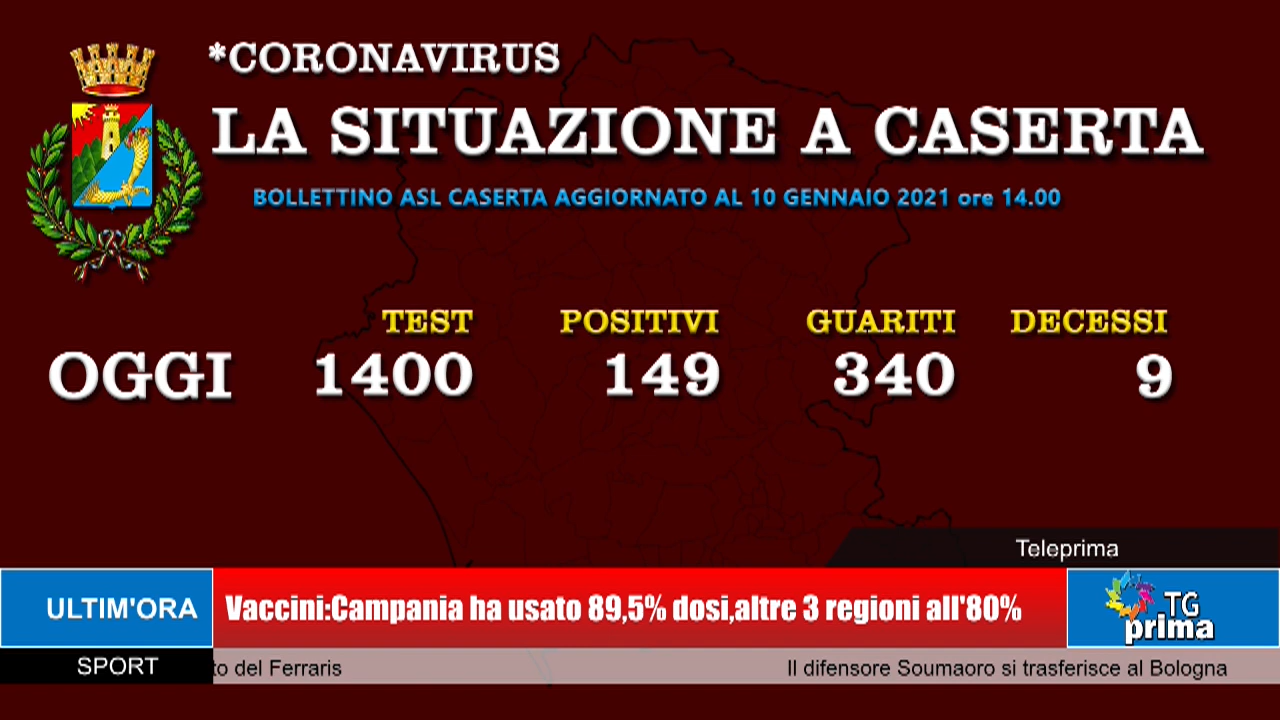 *CORONAVIRUS
LA SITUAZIONE A CASERTA
BOLLETTINO ASL CASERTA AGGIORNATO AL 10 GENNAIO 2021 ore 14.00
TEST POSITIVI GUARITI DECESSI
OGGI 1400 149 340 9
Teleprima
ULTIM'ORA Vaccini:Campania ha usato 89,5% dosi,altre 3 regioni all'80%
TG prima
SPORT to del Ferraris Il difensore Soumaoro si trasferisce al Bologna